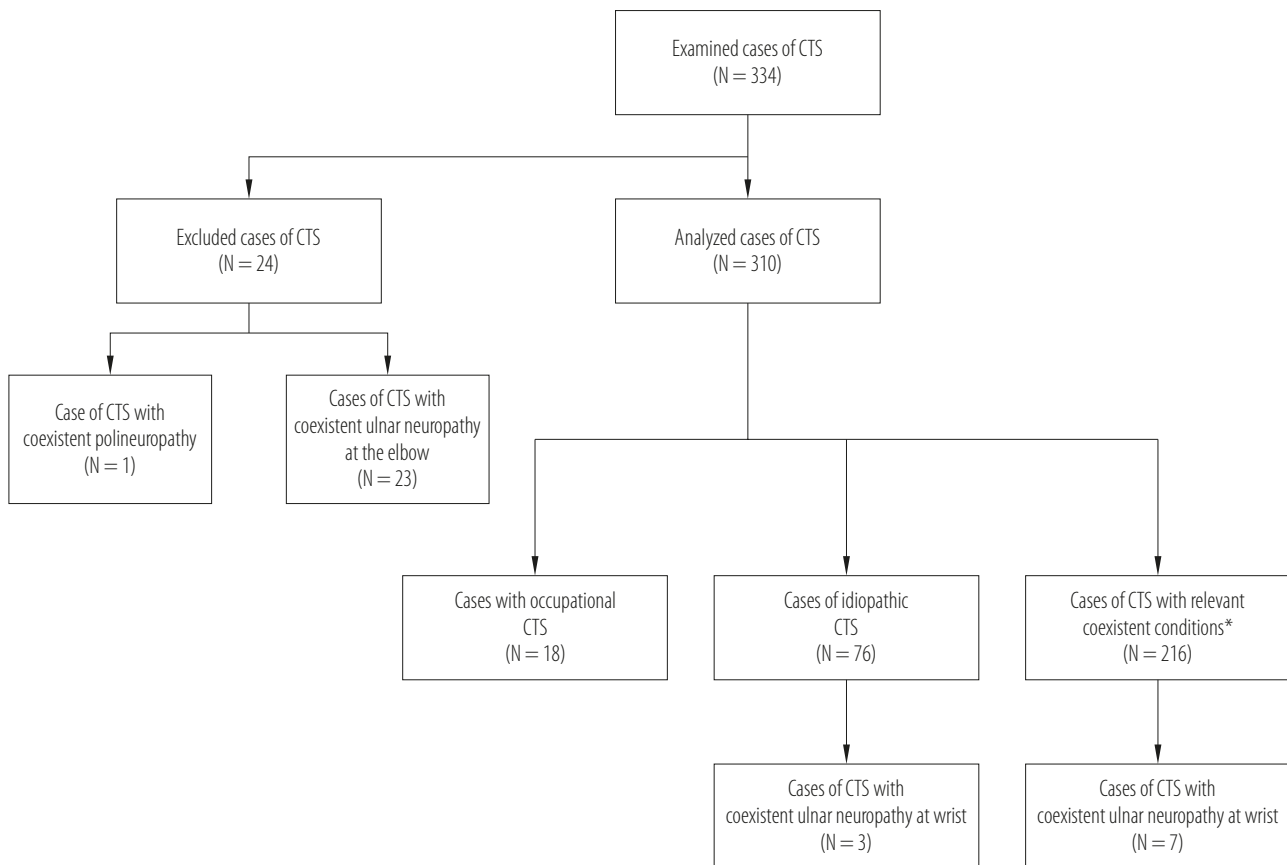 Examined cases of CTS
(N = 334)
Excluded cases of CTS
(N = 24)
Analyzed cases of CTS
(N = 310)
Case of CTS with
coexistent polineuropathy
(N = 1)
Cases of CTS with
coexistent ulnar neuropathy
at the elbow
(N = 23)
Cases with occupational
CTS
(N = 18)
Cases of idiopathic
CTS
(N = 76)
Cases of CTS with relevant
coexistent conditions*
(N = 216)
Cases of CTS with
coexistent ulnar neuropathy at wrist
(N = 3)
Cases of CTS with
coexistent ulnar neuropathy at wrist
(N = 7)